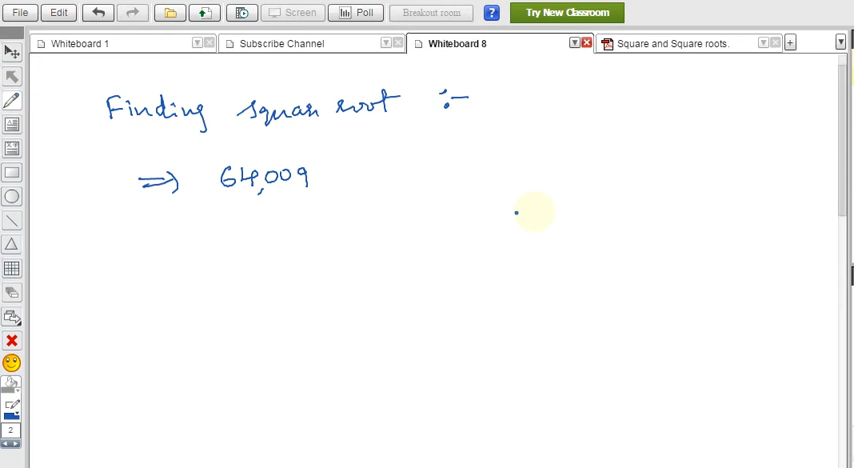 File Edit Screen Poll Breakout room ? Try New Classroom
Whiteboard 1 Subscribe Channel Whiteboard 8 Square and Square roots. +
Finding squar root :-
⇒ 64,009
2